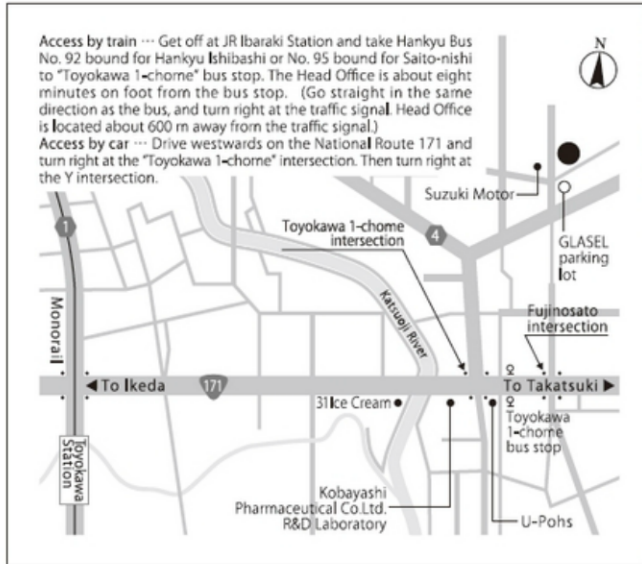 Access by train ··· Get off at JR Ibaraki Station and take Hankyu Bus
No. 92 bound for Hankyu Ishibashi or No. 95 bound for Saito-nishi
to "Toyokawa 1-chome" bus stop. The Head Office is about eight
minutes on foot from the bus stop. (Go straight in the same
direction as the bus, and turn right at the traffic signal. Head Office
is located about 600 m away from the traffic signal.)
Access by car ··· Drive westwards on the National Route 171 and
turn right at the "Toyokawa 1-chome" intersection. Then turn right at
the Y intersection.
N
Suzuki Motor
GLASEL
parking
lot
Toyokawa 1-chome
intersection
1
4
Katsuoji River
Fujinosato
intersection
Monorail
To Ikeda
171
To Takatsuki
31Ice Cream
Toyokawa
1-chome
bus stop
Toyokawa
Station
Kobayashi
Pharmaceutical Co.Ltd.
R&D Laboratory
U-Pohs